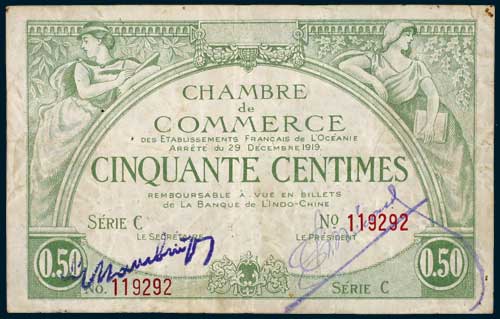 CHAMBRE
de
COMMERCE
DES ETABLISSEMENTS FRANÇAIS DE L'OCÉANIE
ARRÊTÉ DU 29 DÉCEMBRE 1919.
CINQUANTE CENTIMES
REMBOURSABLE À VUE EN BILLETS
DE LA BANQUE DE L'INDO-CHINE
SÉRIE C
NO 119292
LE SECRÉTAIRE
LE PRÉSIDENT
0.50
NO. 119292
SÉRIE C
0.50